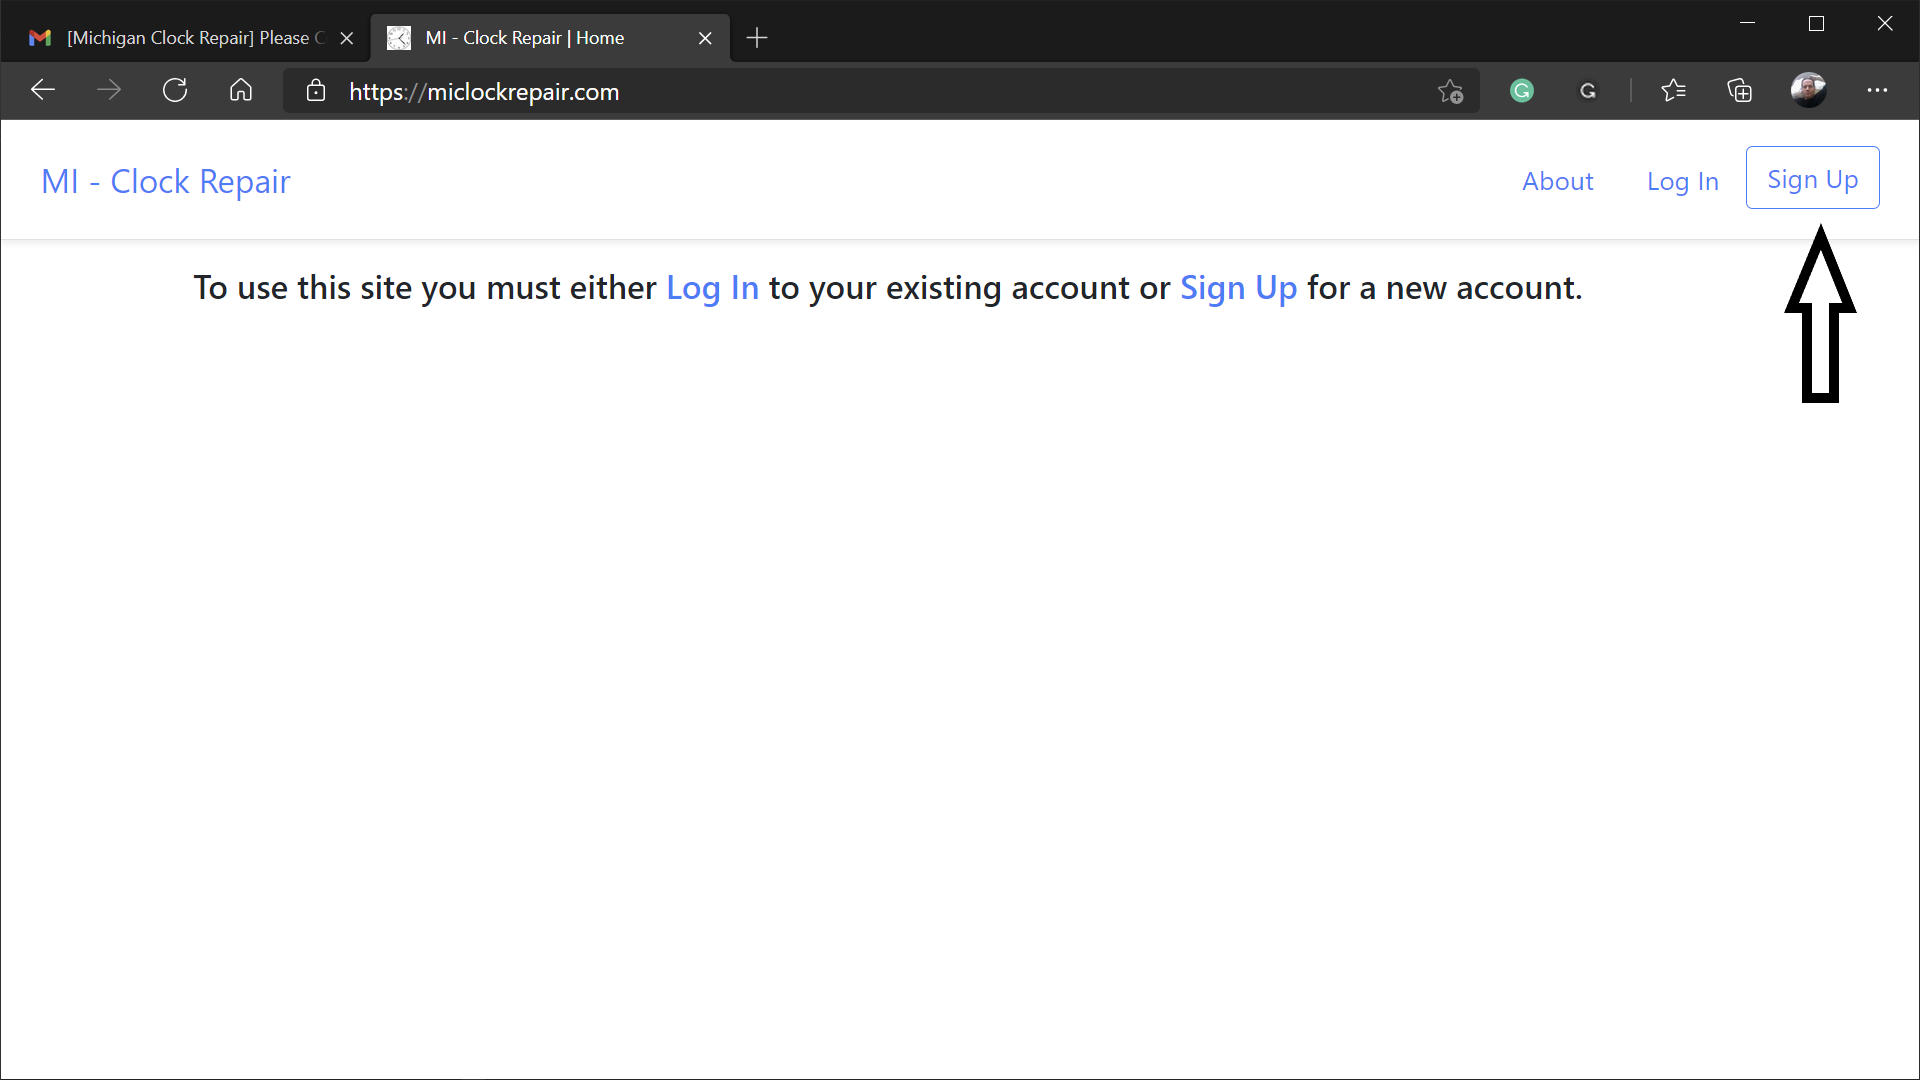 [Michigan Clock Repair] Please C
MI - Clock Repair | Home
https://miclockrepair.com
MI - Clock Repair
About
Log In
Sign Up
To use this site you must either Log In to your existing account or Sign Up for a new account.